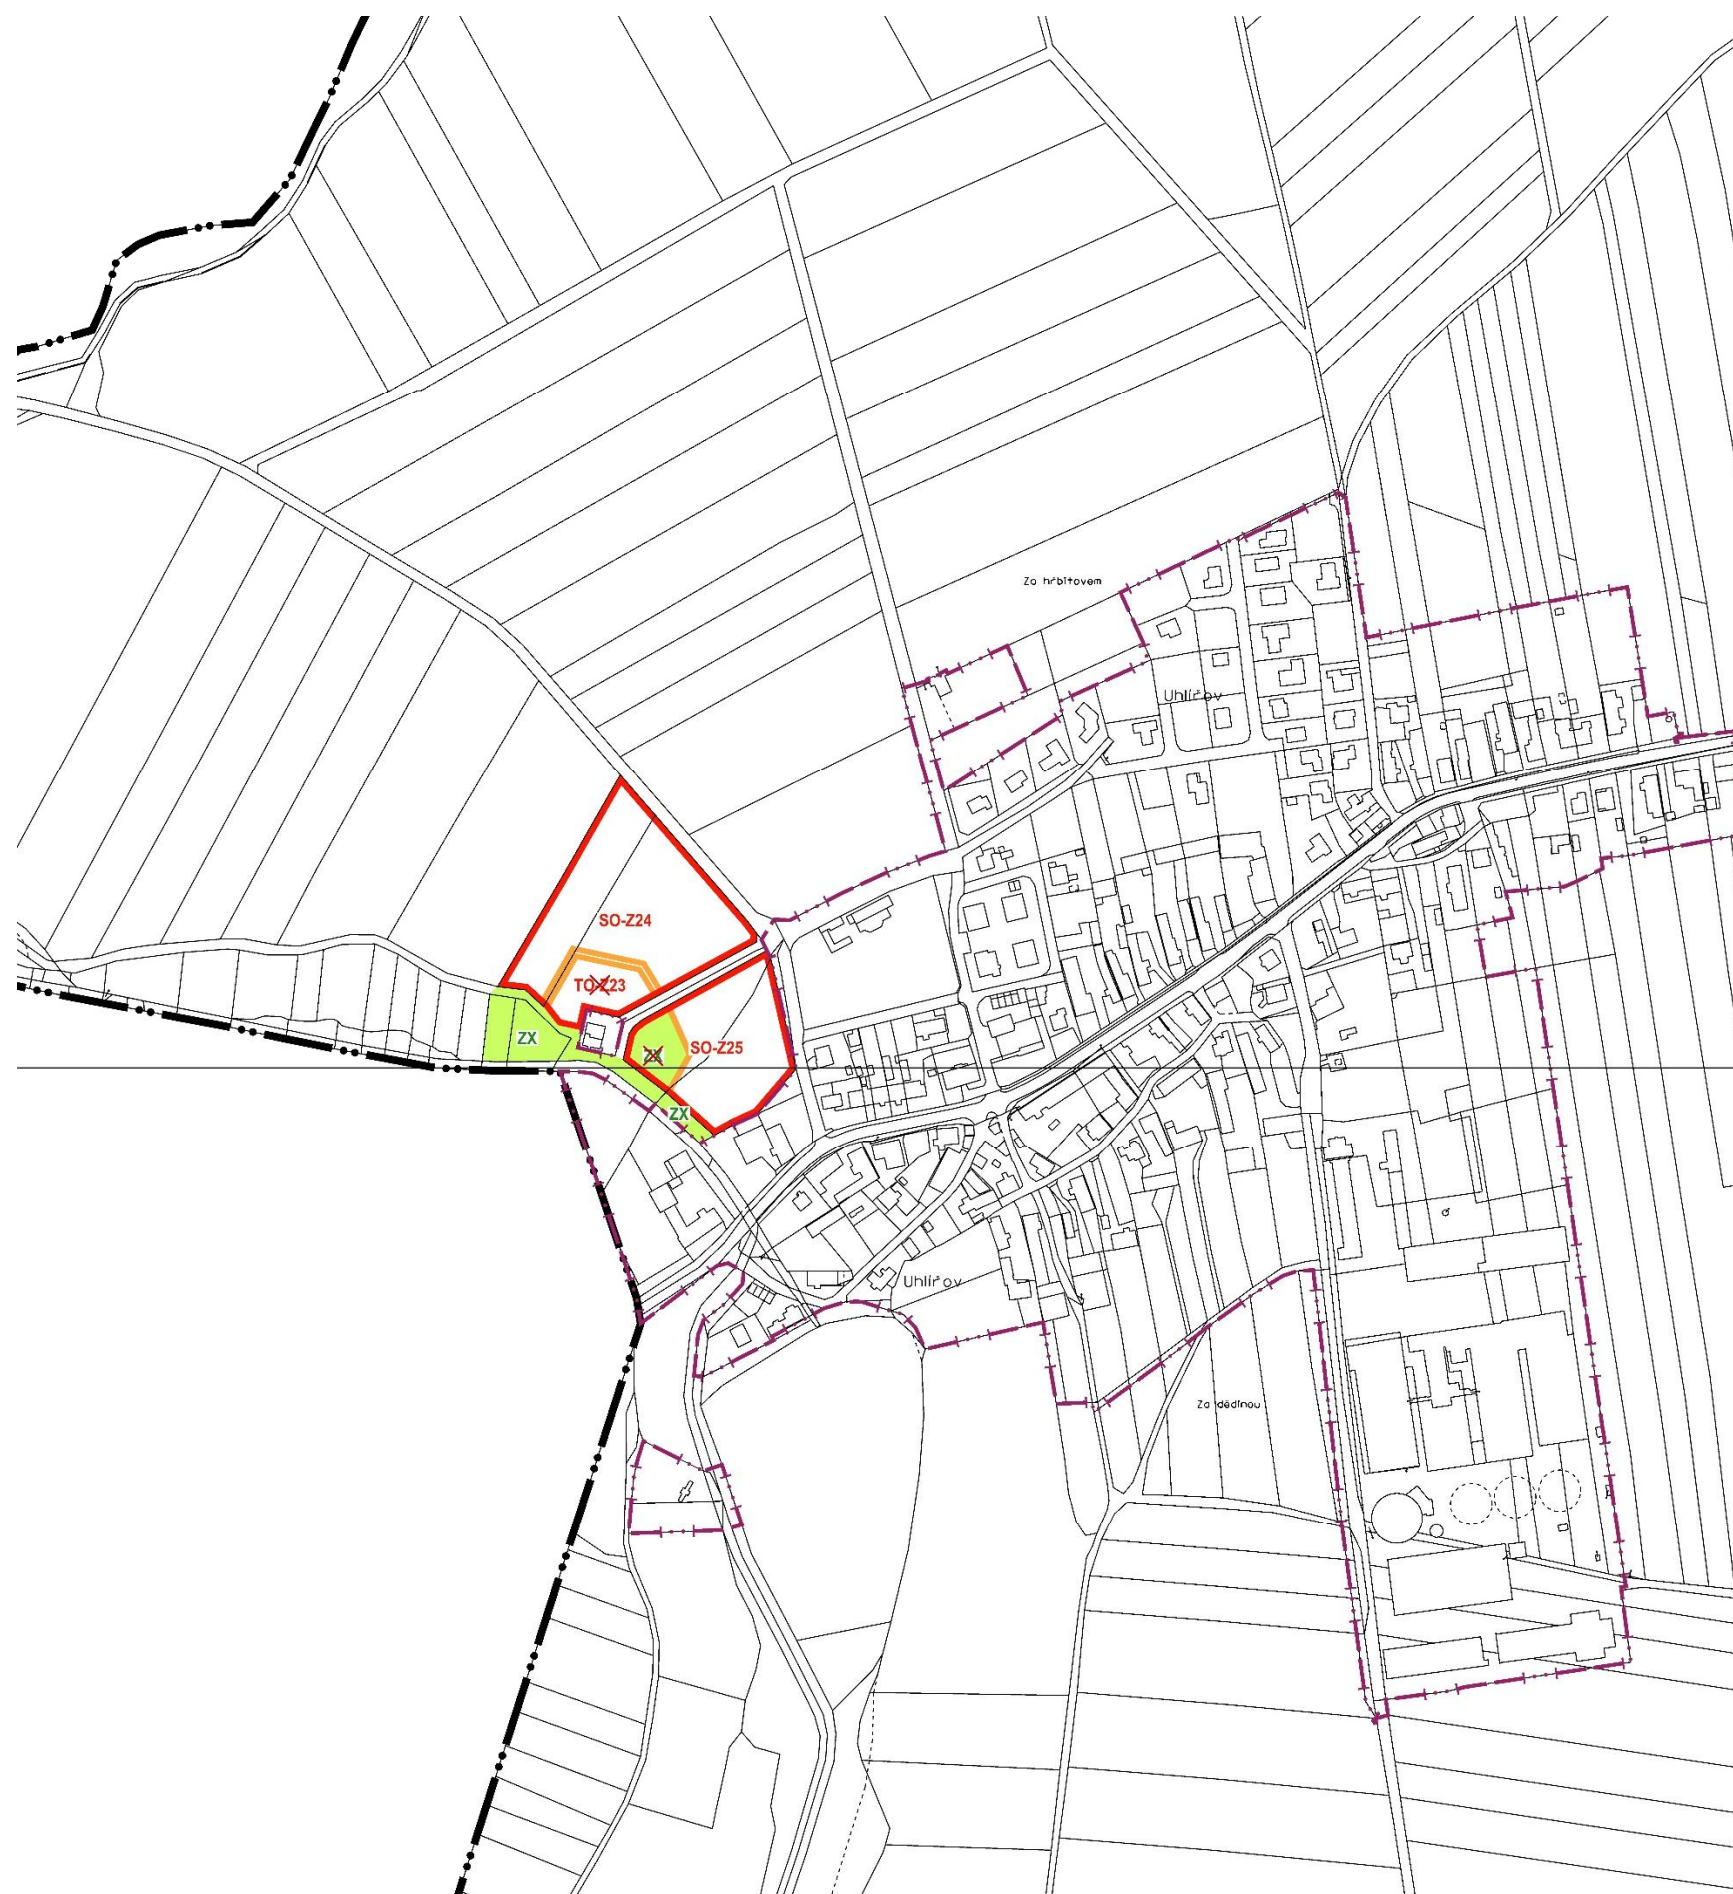 Za hřbitovem
Uhlířov
SO-Z24
TO-Z23
ZX
SO-Z25
ZX
ZX
Uhlířov
Za dědinou